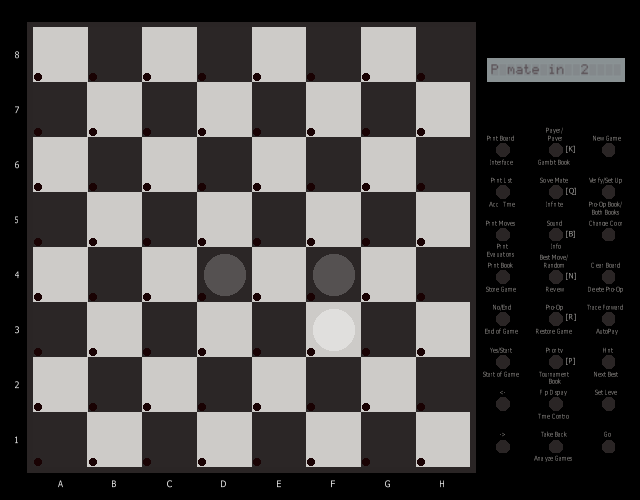 8
P mate in 2
7
6
5
4
3
2
1
A B C D E F G H
Print Board
Player/
Player
New Game
[K]
Interface
Gambit Book
Print List
Solve Mate
Verify/Set Up
[Q]
Acc. Time
Infinite
Pro-Op Book/
Both Books
Print Moves
Sound
Change Color
[B]
Print
Evaluations
Info
Print Book
Best Move/
Random
Clear Board
[N]
Store Game
Review
Delete Pro-Op
No/End
Pro-Op
Trace Forward
[R]
End of Game
Restore Game
AutoPlay
Yes/Start
Priority
Hint
[P]
Start of Game
Tournament
Book
Next Best
<-
Flip Display
Set Level
Time Control
->
Take Back
Go
Analyze Games